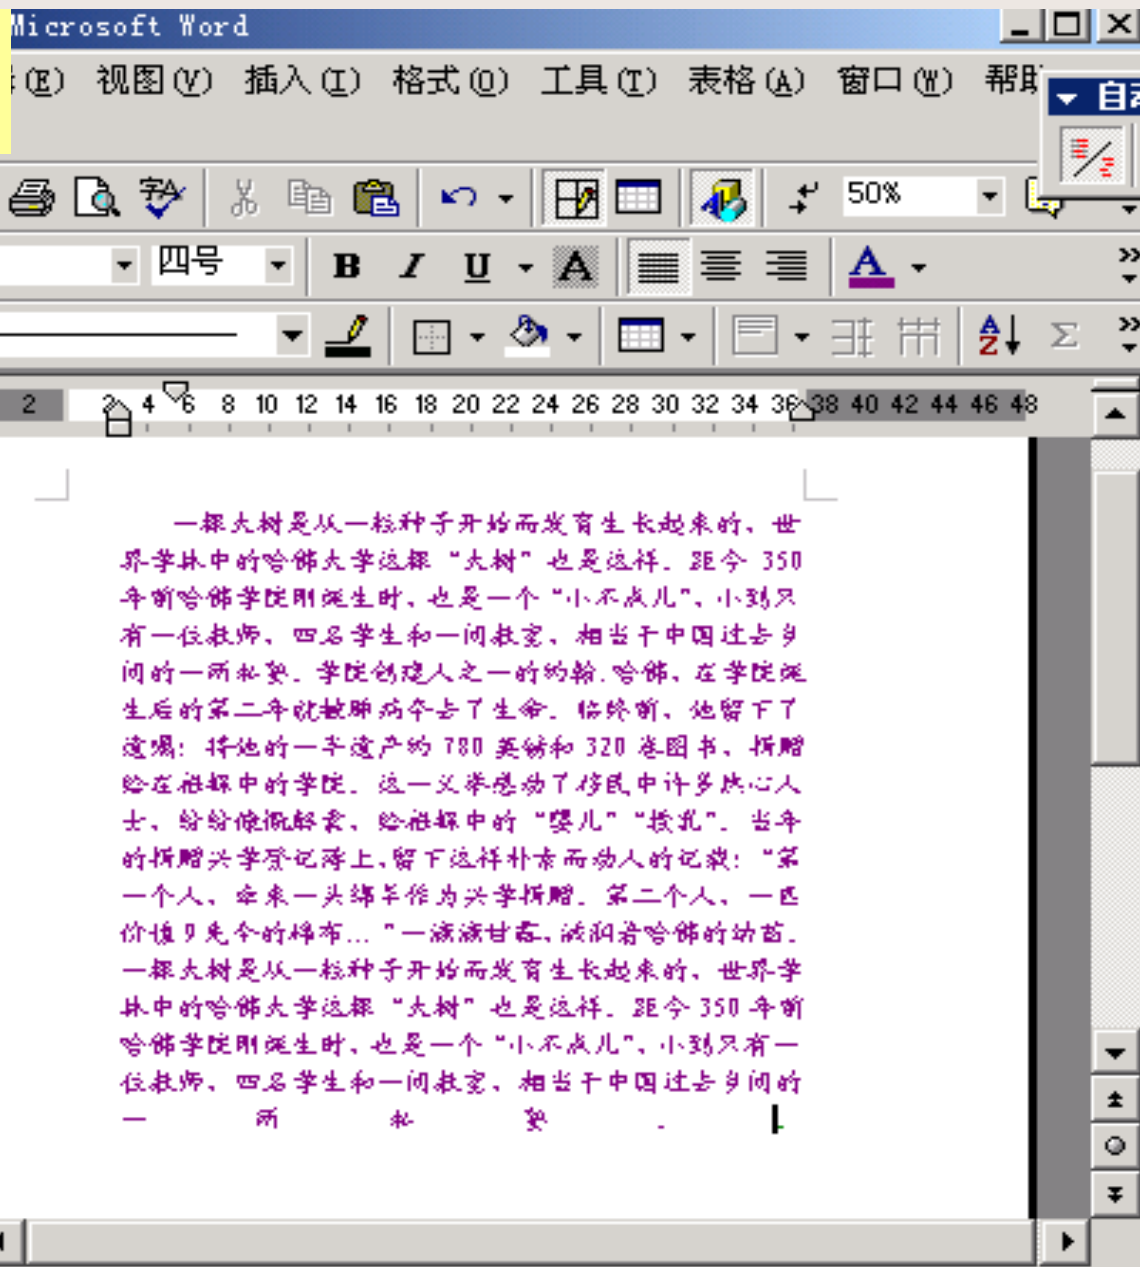 Microsoft Word
(E) 视图(V) 插入(I) 格式(O) 工具(T) 表格(A) 窗口(W) 帮助
自动
50%
四号 B I U A A
A Z Σ
2 2 4 6 8 10 12 14 16 18 20 22 24 26 28 30 32 34 36 38 40 42 44 46 48
一棵大树是从一粒种子开始而发育生长起来的、世
界学林中的哈佛大学这棵“大树”也是这样．距今 350
年前哈佛学院刚诞生时、也是一个“小不点儿”、小到只
有一位教师、四名学生和一间教室、相当于中国过去乡
间的一所私塾．学院创建人之一的约翰.哈佛、在学院诞
生后的第二年就被肺病夺去了生命．临终前、他留下了
遗嘱：将他的一半遗产约 780 英镑和 320 卷图书、捐赠
给在襁褓中的学院．这一义举感动了移民中许多热心人
士、纷纷慷慨解囊、给襁褓中的“婴儿”“授乳”．当年
的捐赠兴学登记薄上、留下这样朴素而动人的记载：“第
一个人、牵来一头绵羊作为兴学捐赠．第二个人、一匹
价值9先令的棉布...”一滴滴甘露、滋润着哈佛的幼苗．
一棵大树是从一粒种子开始而发育生长起来的、世界学
林中的哈佛大学这棵“大树”也是这样．距今 350 年前
哈佛学院刚诞生时、也是一个“小不点儿”、小到只有一
位教师、四名学生和一间教室、相当于中国过去乡间的
一 所 私 塾 ．